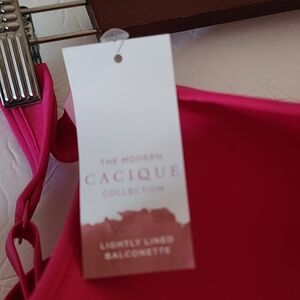 THE MODERN
CACIQUE
COLLECTION
LIGHTLY LINED
BALCONETTE